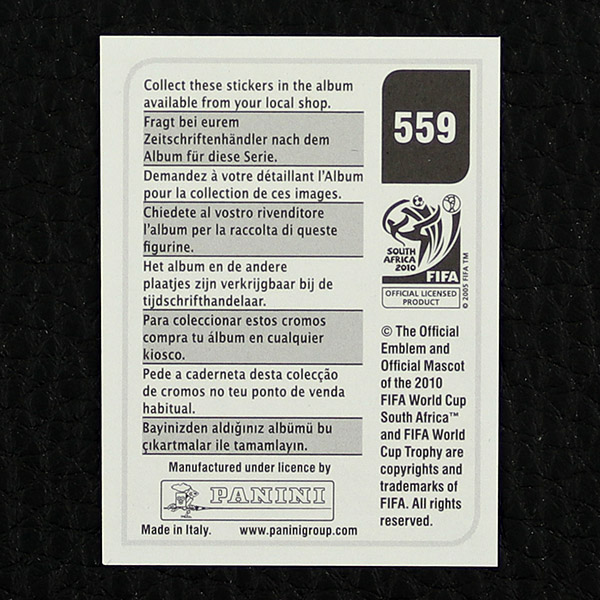 Collect these stickers in the album
available from your local shop.
Fragt bei eurem
Zeitschriftenhändler nach dem
Album für diese Serie.
Demandez à votre détaillant l'Album
pour la collection de ces images.
Chiedete al vostro rivenditore
l'album per la raccolta di queste
figurine.
Het album en de andere
plaatjes zijn verkrijgbaar bij de
tijdschrifthandelaar.
Para coleccionar estos cromos
compra tu álbum en cualquier
kiosco.
Pede a caderneta desta colecção
de cromos no teu ponto de venda
habitual.
Bayinizden aldığınız albümü bu
çıkartmalar ile tamamlayın.
Manufactured under licence by
PANINI
Made in Italy. www.paninigroup.com
559
SOUTH
AFRICA
2010
FIFA
OFFICIAL LICENSED
PRODUCT
© 2005 FIFA TM
© The Official
Emblem and
Official Mascot
of the 2010
FIFA World Cup
South Africa™
and FIFA World
Cup Trophy are
copyrights and
trademarks of
FIFA. All rights
reserved.